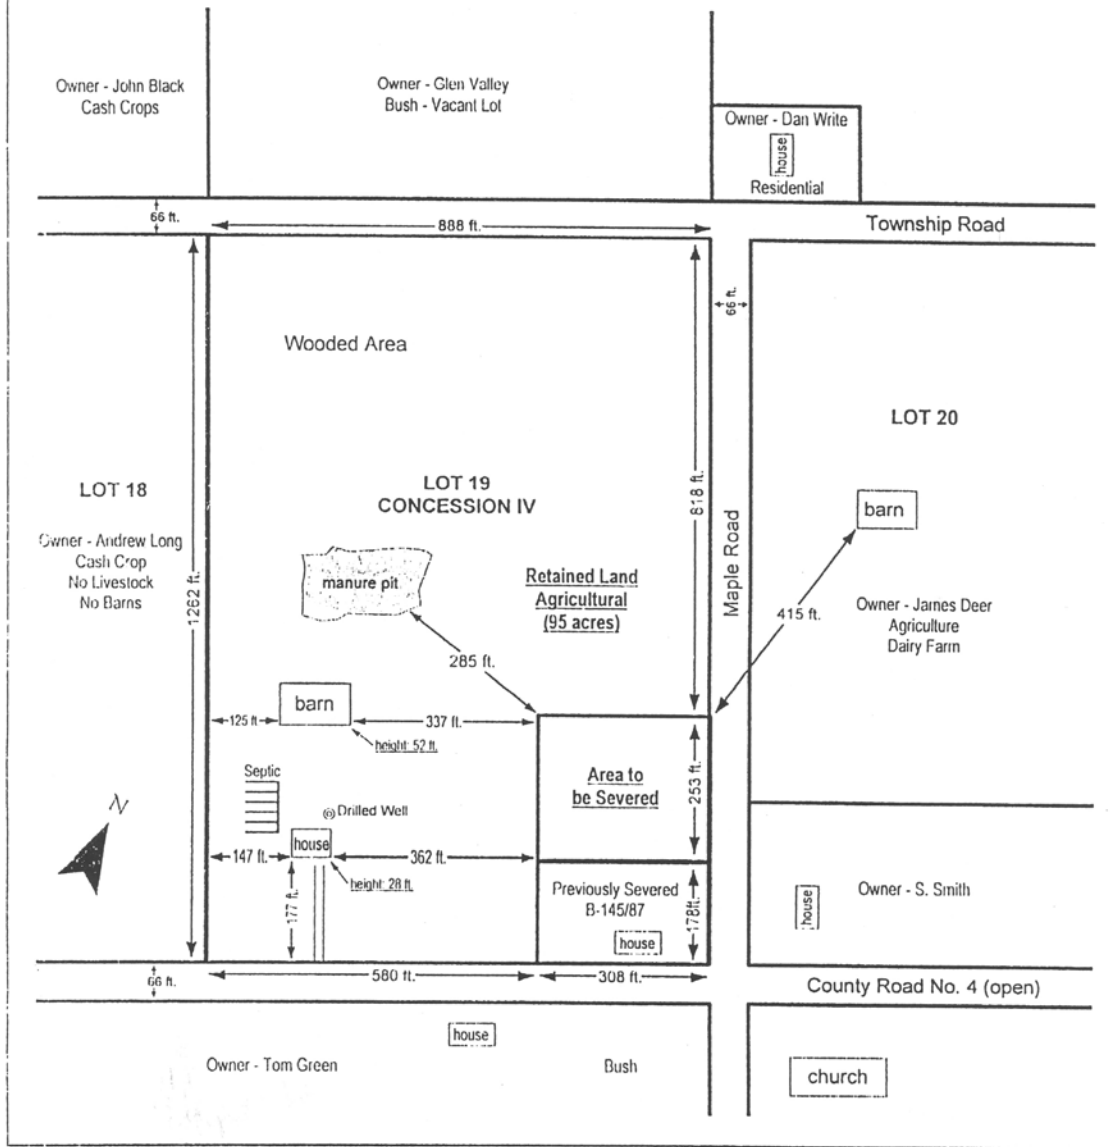 Owner - John Black
Cash Crops
Owner - Glen Valley
Bush - Vacant Lot
Owner - Dan Write
house
Residential
66 ft.
888 ft.
Township Road
66 ft.
Wooded Area
LOT 20
LOT 18
LOT 19
CONCESSION IV
818 ft.
barn
Owner - Andrew Long
Cash Crop
No Livestock
No Barns
1262 ft.
manure pit
Retained Land
Agricultural
(95 acres)
Maple Road
415 ft.
Owner - James Deer
Agriculture
Dairy Farm
285 ft.
barn
125 ft
337 ft.
height: 52 ft.
Area to
be Severed
253 ft.
Septic
N
Drilled Well
house
147 ft.
362 ft.
height: 28 ft.
177 ft.
Previously Severed
B-145/87
178ft.
house
house
Owner - S. Smith
580 ft.
308 ft.
66 ft.
County Road No. 4 (open)
house
Owner - Tom Green
Bush
church